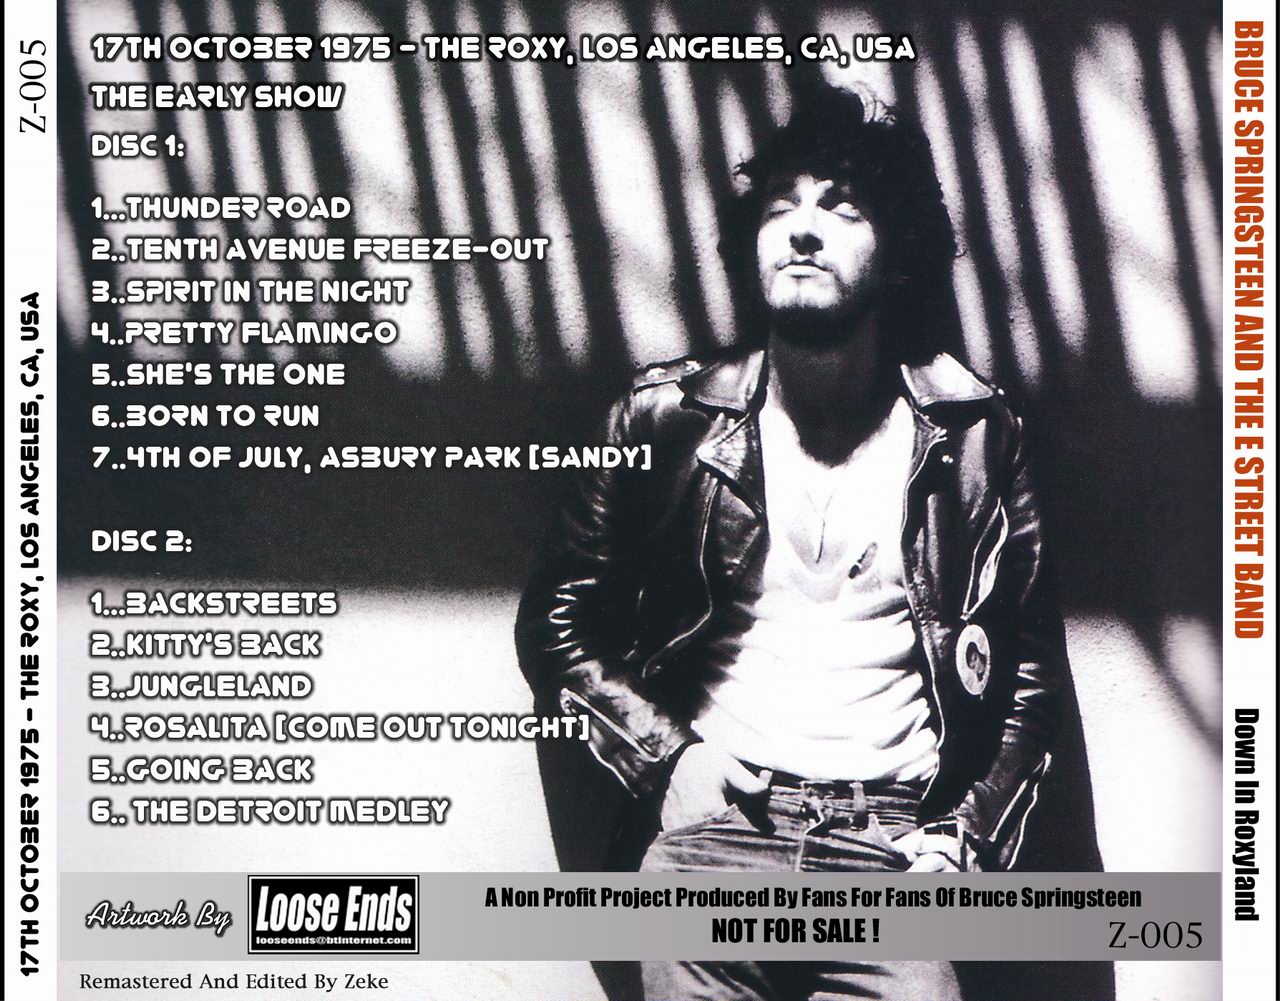 17TH OCTOBER 1975 - THE ROXY, LOS ANGELES, CA, USA
THE EARLY SHOW
DISC 1:
1...THUNDER ROAD
2..TENTH AVENUE FREEZE-OUT
3..SPIRIT IN THE NIGHT
4..PRETTY FLAMINGO
5..SHE'S THE ONE
6..BORN TO RUN
7..4TH OF JULY, ASBURY PARK [SANDY]
DISC 2:
1...BACKSTREETS
2..KITTY'S BACK
3..JUNGLELAND
4..ROSALITA [COME OUT TONIGHT]
5..GOING BACK
6.. THE DETROIT MEDLEY
Artwork By
Loose Ends
looseends@btinternet.com
A Non Profit Project Produced By Fans For Fans Of Bruce Springsteen
NOT FOR SALE !
Z-005
Remastered And Edited By Zeke
Z-005
17TH OCTOBER 1975 - THE ROXY, LOS ANGELES, CA, USA
BRUCE SPRINGSTEEN AND THE E STREET BAND
Down In Roxyland